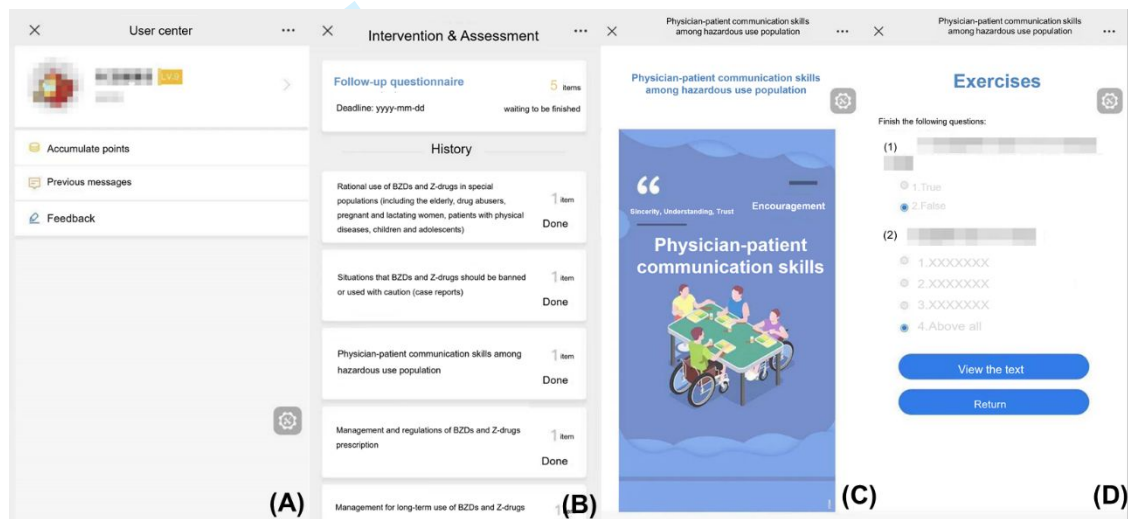 User center
LV.0
Accumulate points
Previous messages
Feedback
(A)
Intervention & Assessment
Follow-up questionnaire
5 items
Deadline: yyyy-mm-dd
waiting to be finished
History
Rational use of BZDs and Z-drugs in special
populations (including the elderly, drug abusers,
pregnant and lactating women, patients with physical
diseases, children and adolescents)
1 item
Done
Situations that BZDs and Z-drugs should be banned
or used with caution (case reports)
1 item
Done
Physician-patient communication skills among
hazardous use population
1 item
Done
Management and regulations of BZDs and Z-drugs
prescription
1 item
Done
Management for long-term use of BZDs and Z-drugs
1
(B)
Physician-patient communication skills
among hazardous use population
Physician-patient communication skills
among hazardous use population
Sincerity, Understanding, Trust
Encouragement
Physician-patient
communication skills
1
(C)
Physician-patient communication skills
among hazardous use population
Exercises
Finish the following questions:
(1)
1.True
2.False
(2)
1.XXXXXXX
2.XXXXXXX
3.XXXXXXX
4.Above all
View the text
Return
(D)